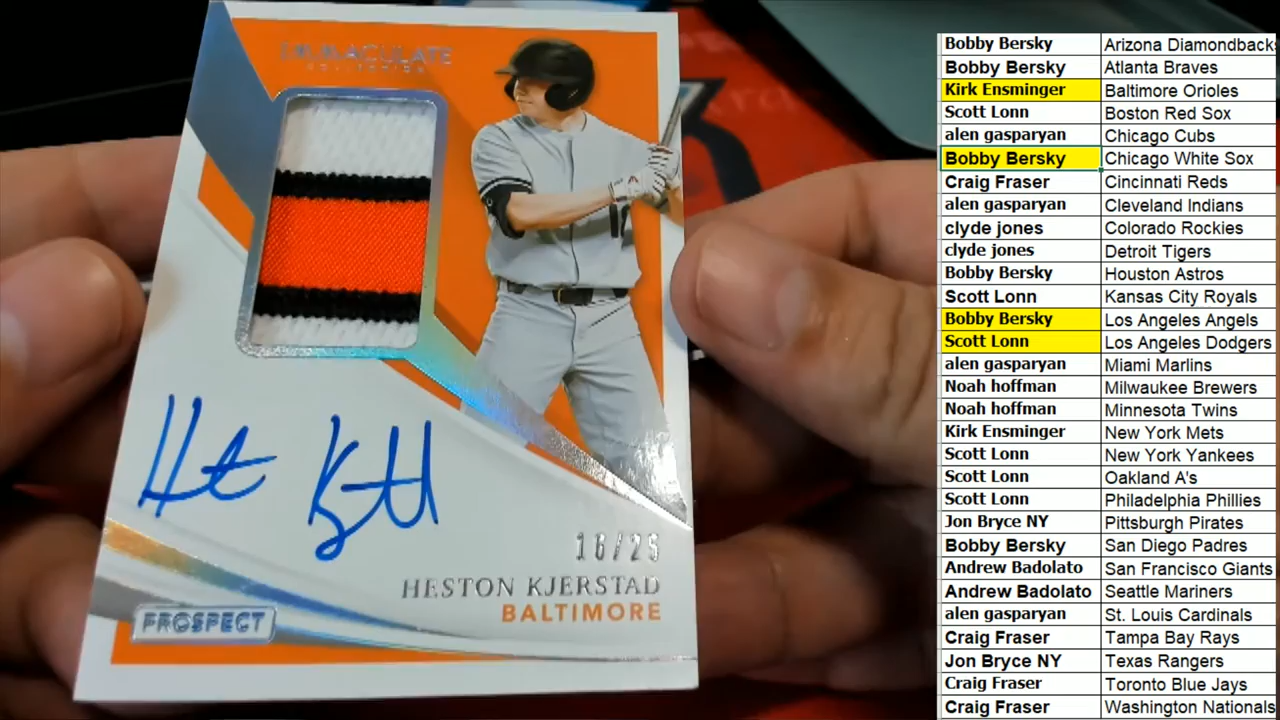 IMMACULATE
COLLECTION
16/25
HESTON KJERSTAD
BALTIMORE
PROSPECT
Bobby Bersky Arizona Diamondback
Bobby Bersky Atlanta Braves
Kirk Ensminger Baltimore Orioles
Scott Lonn Boston Red Sox
alen gasparyan Chicago Cubs
Bobby Bersky Chicago White Sox
Craig Fraser Cincinnati Reds
alen gasparyan Cleveland Indians
clyde jones Colorado Rockies
clyde jones Detroit Tigers
Bobby Bersky Houston Astros
Scott Lonn Kansas City Royals
Bobby Bersky Los Angeles Angels
Scott Lonn Los Angeles Dodgers
alen gasparyan Miami Marlins
Noah hoffman Milwaukee Brewers
Noah hoffman Minnesota Twins
Kirk Ensminger New York Mets
Scott Lonn New York Yankees
Scott Lonn Oakland A's
Scott Lonn Philadelphia Phillies
Jon Bryce NY Pittsburgh Pirates
Bobby Bersky San Diego Padres
Andrew Badolato San Francisco Giants
Andrew Badolato Seattle Mariners
alen gasparyan St. Louis Cardinals
Craig Fraser Tampa Bay Rays
Jon Bryce NY Texas Rangers
Craig Fraser Toronto Blue Jays
Craig Fraser Washington Nationals